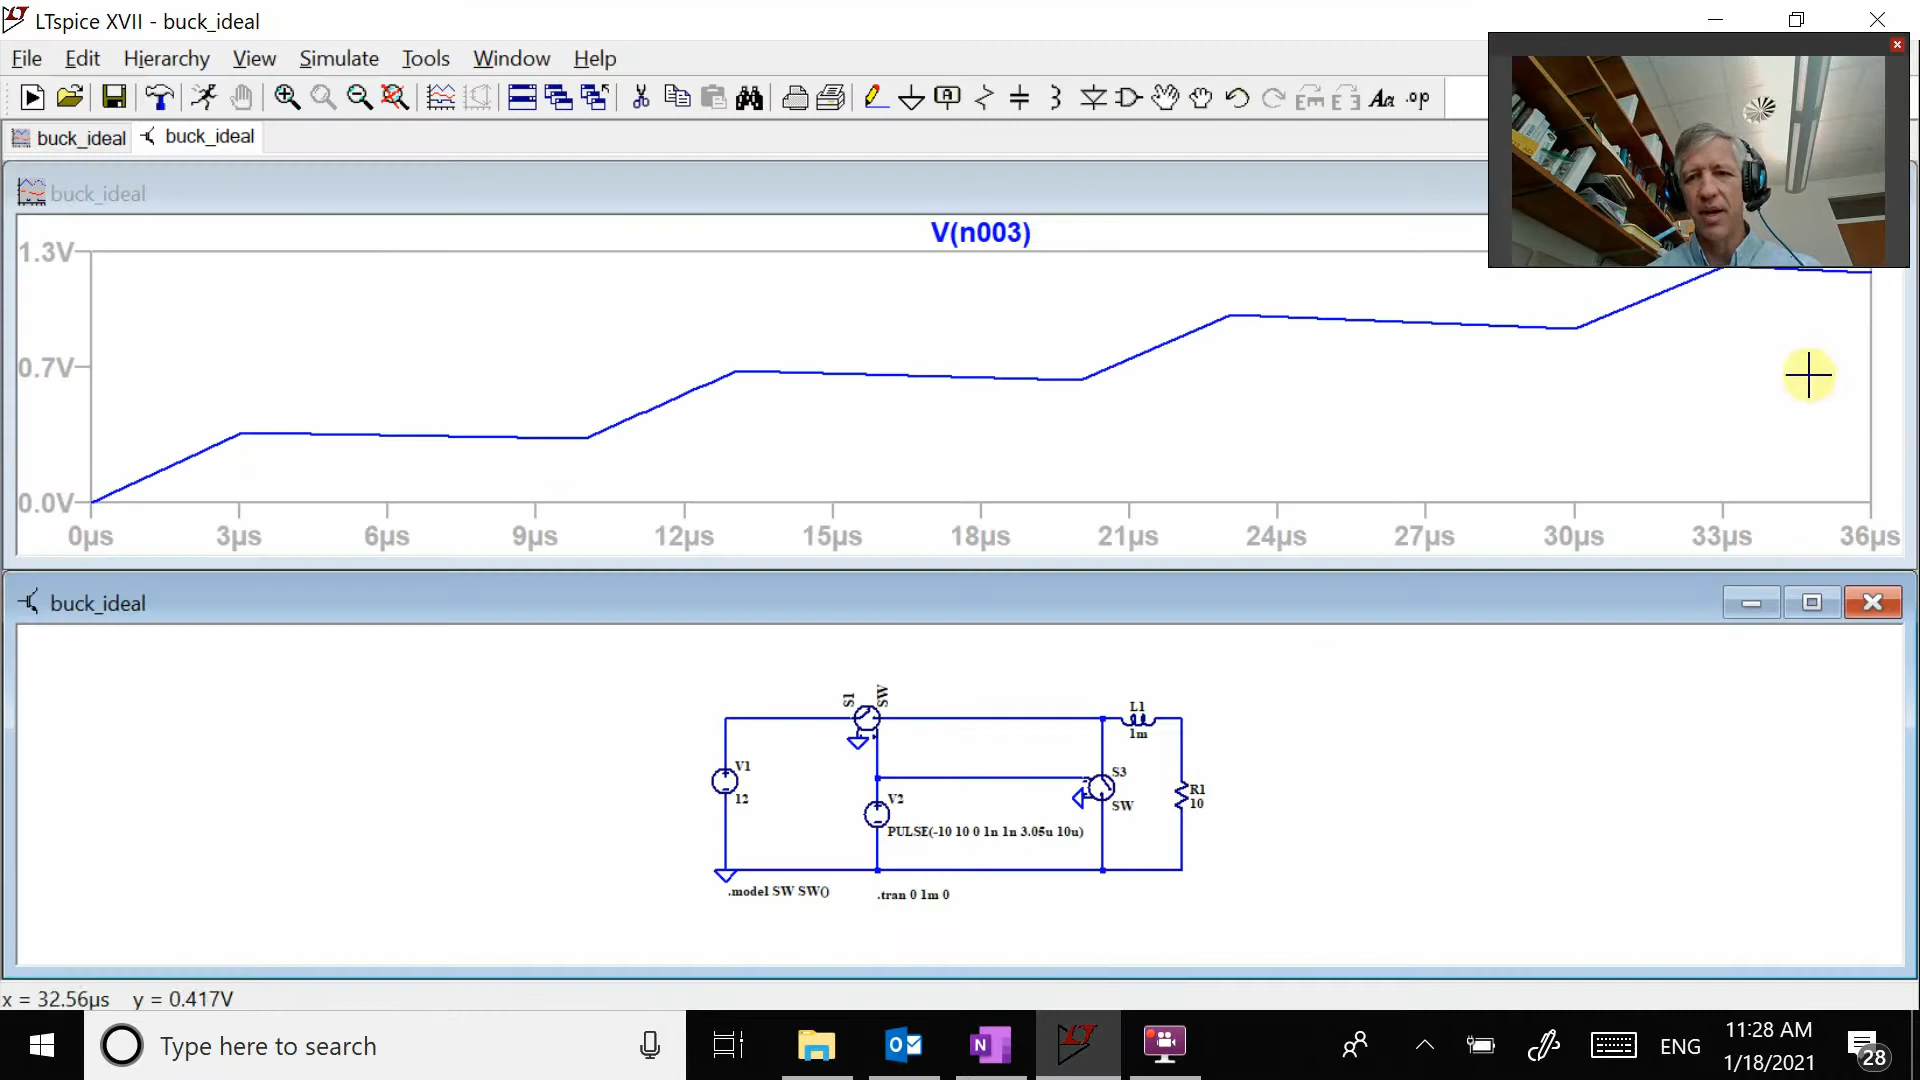 LTspice XVII - buck_ideal
File Edit Hierarchy View Simulate Tools Window Help
Aa .op
buck_ideal buck_ideal
buck_ideal
V(n003)
1.3V
0.7V
0.0V
0µs 3µs 6µs 9µs 12µs 15µs 18µs 21µs 24µs 27µs 30µs 33µs 36µs
buck_ideal
S1 SW
L1
1m
V1
12
V2
PULSE(-10 10 0 1n 1n 3.05u 10u)
S3
SW
R1
10
.model SW SW()
.tran 0 1m 0
x = 32.56µs y = 0.417V
Type here to search
ENG
11:28 AM
1/18/2021
28